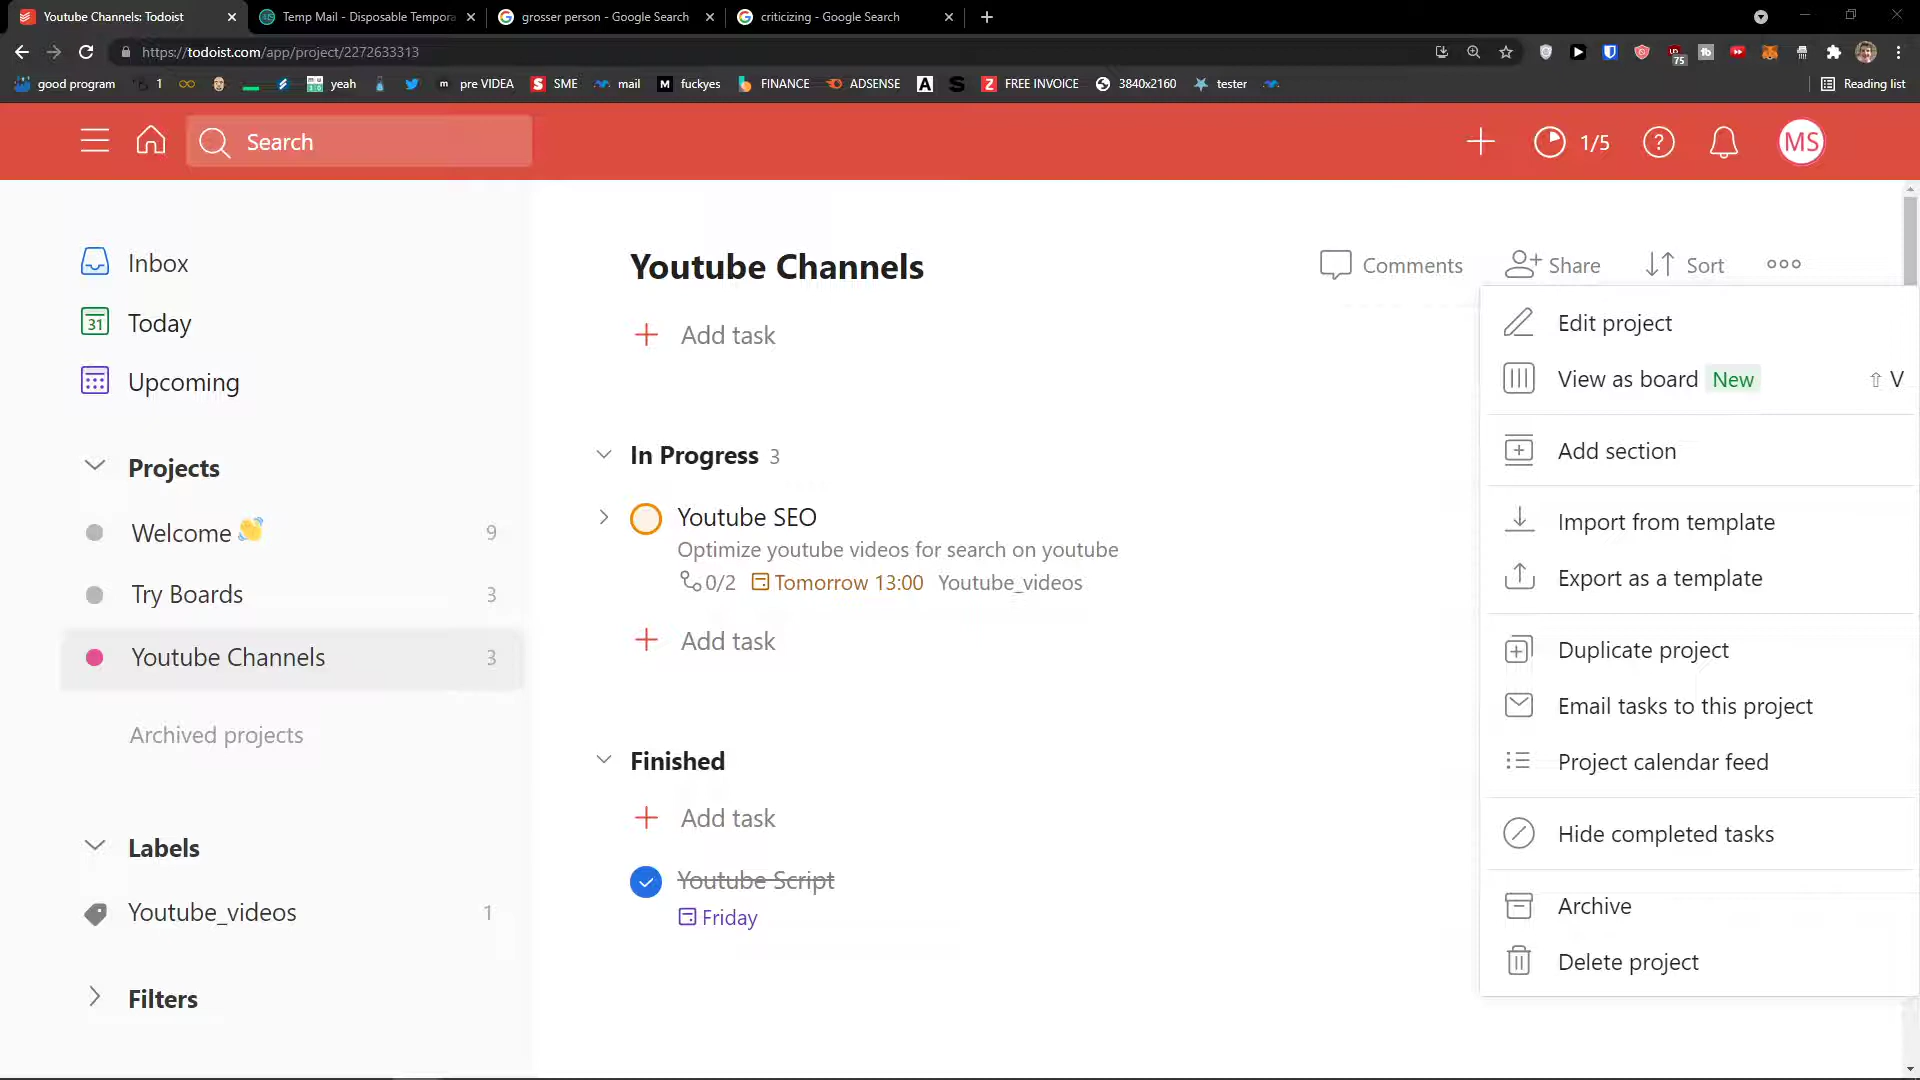 Youtube Channels: Todoist
Temp Mail - Disposable Tempora
grosser person - Google Search
criticizing - Google Search
https://todoist.com/app/project/2272633313
75
good program
1
yeah
pre VIDEA
SME
mail
fuckyes
FINANCE
ADSENSE
FREE INVOICE
3840x2160
tester
Reading list
Search
1/5
MS
Inbox
31
Today
Upcoming
Projects
Welcome 👋 9
Try Boards 3
Youtube Channels 3
Archived projects
Labels
Youtube_videos 1
Filters
Youtube Channels
Comments
Share
Sort
Add task
In Progress 3
Youtube SEO
Optimize youtube videos for search on youtube
0/2 Tomorrow 13:00 Youtube_videos
Add task
Finished
Add task
Youtube Script
Friday
Edit project
View as board New ⇧ V
Add section
Import from template
Export as a template
Duplicate project
Email tasks to this project
Project calendar feed
Hide completed tasks
Archive
Delete project